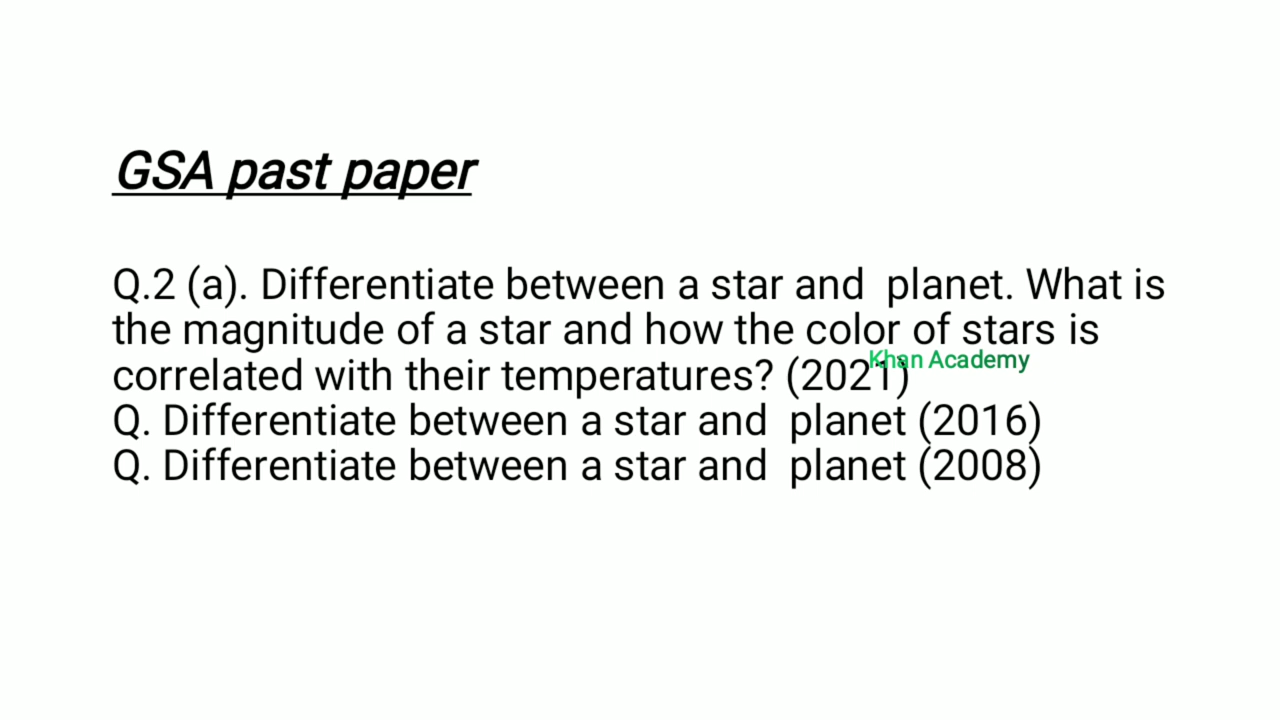 GSA past paper
Q.2 (a). Differentiate between a star and planet. What is
the magnitude of a star and how the color of stars is
correlated with their temperatures? (2021)
Khan Academy
Q. Differentiate between a star and planet (2016)
Q. Differentiate between a star and planet (2008)